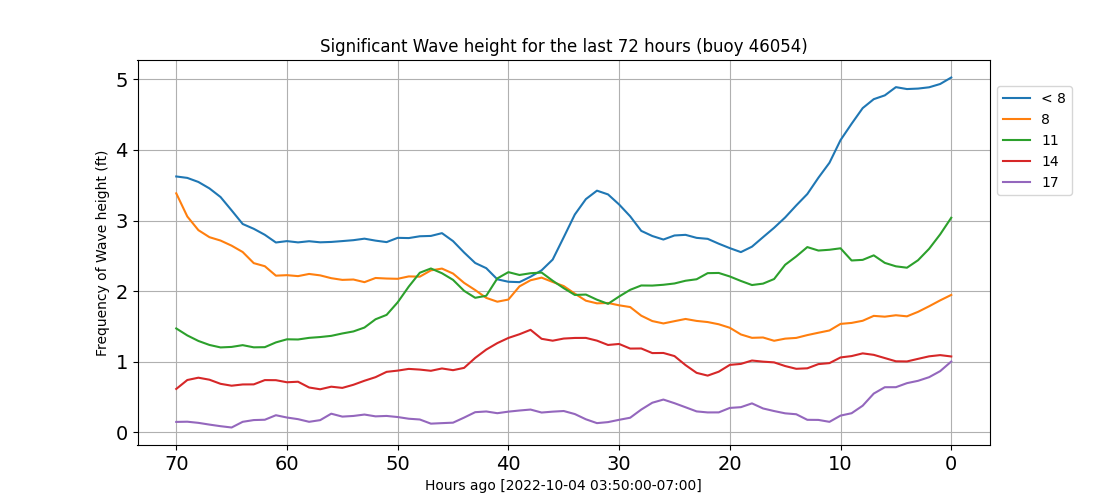 Significant Wave height for the last 72 hours (buoy 46054)
Frequency of Wave height (ft)
5
4
3
2
1
0
70 60 50 40 30 20 10 0
Hours ago [2022-10-04 03:50:00-07:00]
< 8
8
11
14
17